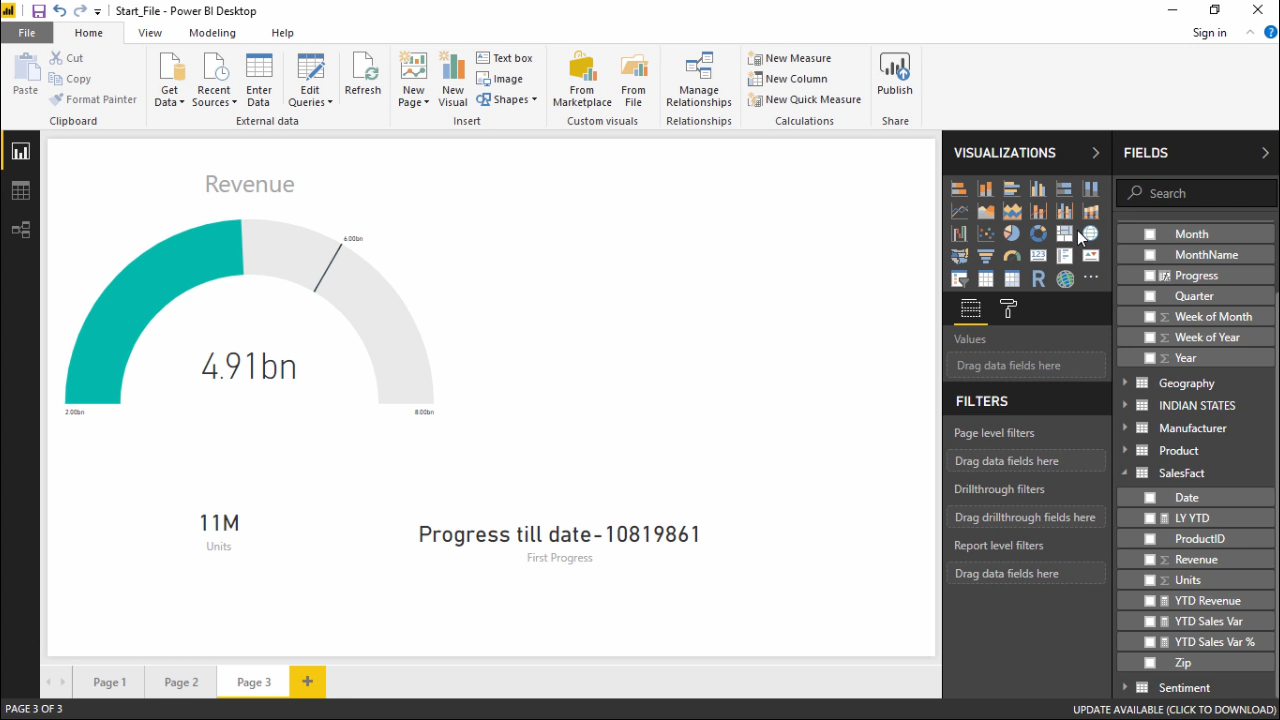 Start_File - Power BI Desktop
File
Home
View
Modeling
Help
Sign in
Paste
Cut
Copy
Format Painter
Clipboard
Get Data
Recent Sources
Enter Data
Edit Queries
Refresh
External data
New Page
New Visual
Text box
Image
Shapes
Insert
From Marketplace
From File
Custom visuals
Manage Relationships
Relationships
New Measure
New Column
New Quick Measure
Calculations
Publish
Share
Revenue
6.00bn
4.91bn
2.00bn
8.00bn
11M
Units
Progress till date-10819861
First Progress
VISUALIZATIONS
123
R
Values
Drag data fields here
FILTERS
Page level filters
Drag data fields here
Drillthrough filters
Drag drillthrough fields here
Report level filters
Drag data fields here
FIELDS
Search
Month
MonthName
Progress
Quarter
Σ Week of Month
Σ Week of Year
Σ Year
Geography
INDIAN STATES
Manufacturer
Product
SalesFact
Date
LY YTD
ProductID
Σ Revenue
Σ Units
YTD Revenue
YTD Sales Var
YTD Sales Var %
Zip
Sentiment
Page 1
Page 2
Page 3
+
PAGE 3 OF 3
UPDATE AVAILABLE (CLICK TO DOWNLOAD)